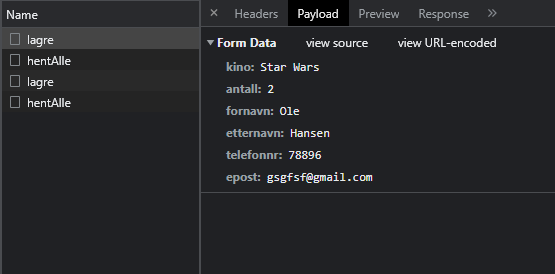 Name
lagre
hentAlle
lagre
hentAlle
× Headers Payload Preview Response »
▼ Form Data view source view URL-encoded
kino: Star Wars
antall: 2
fornavn: Ole
etternavn: Hansen
telefonnr: 78896
epost: gsgfsf@gmail.com